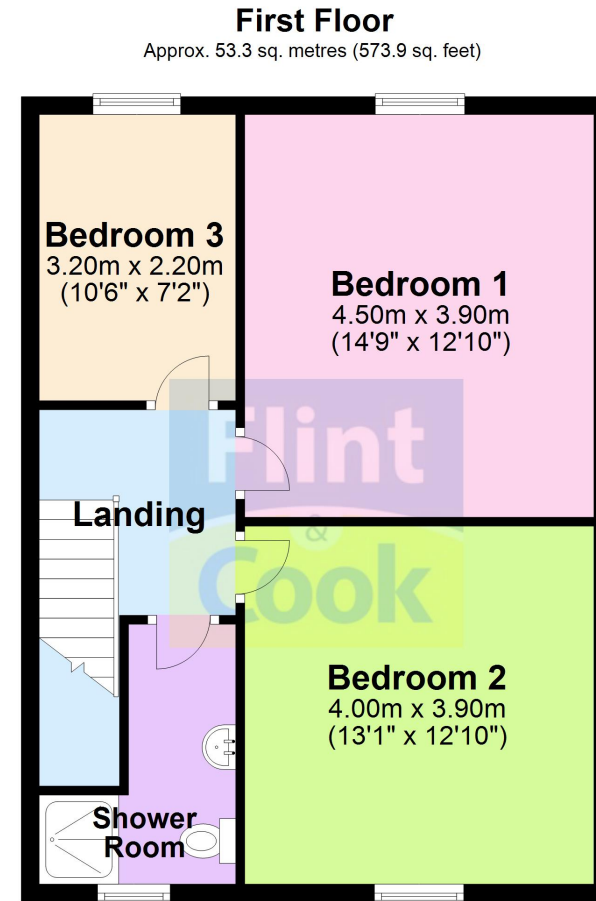 First Floor
Approx. 53.3 sq. metres (573.9 sq. feet)
Bedroom 3
3.20m x 2.20m
(10'6" x 7'2")
Bedroom 1
4.50m x 3.90m
(14'9" x 12'10")
Flint
&
Cook
Landing
Bedroom 2
4.00m x 3.90m
(13'1" x 12'10")
Shower
Room